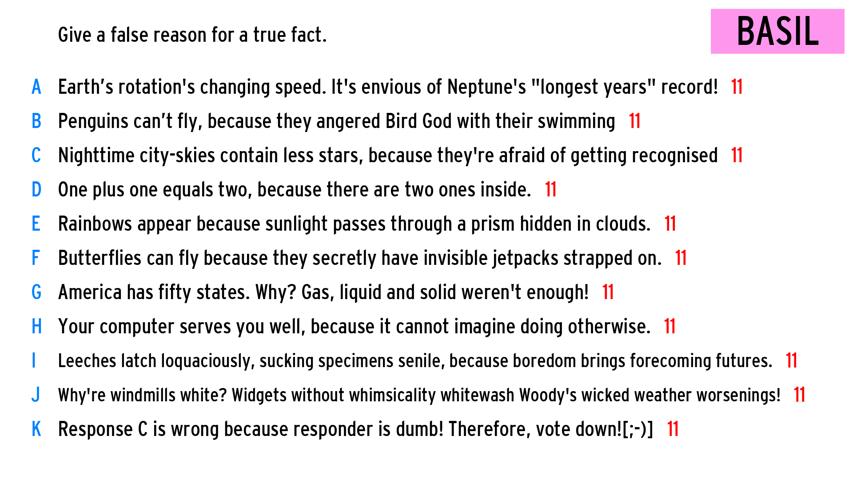 Give a false reason for a true fact.
BASIL
A Earth's rotation's changing speed. It's envious of Neptune's "longest years" record! 11
B Penguins can't fly, because they angered Bird God with their swimming 11
C Nighttime city-skies contain less stars, because they're afraid of getting recognised 11
D One plus one equals two, because there are two ones inside. 11
E Rainbows appear because sunlight passes through a prism hidden in clouds. 11
F Butterflies can fly because they secretly have invisible jetpacks strapped on. 11
G America has fifty states. Why? Gas, liquid and solid weren't enough! 11
H Your computer serves you well, because it cannot imagine doing otherwise. 11
I Leeches latch loquaciously, sucking specimens senile, because boredom brings forecoming futures. 11
J Why're windmills white? Widgets without whimsicality whitewash Woody's wicked weather worsenings! 11
K Response C is wrong because responder is dumb! Therefore, vote down![;-)] 11